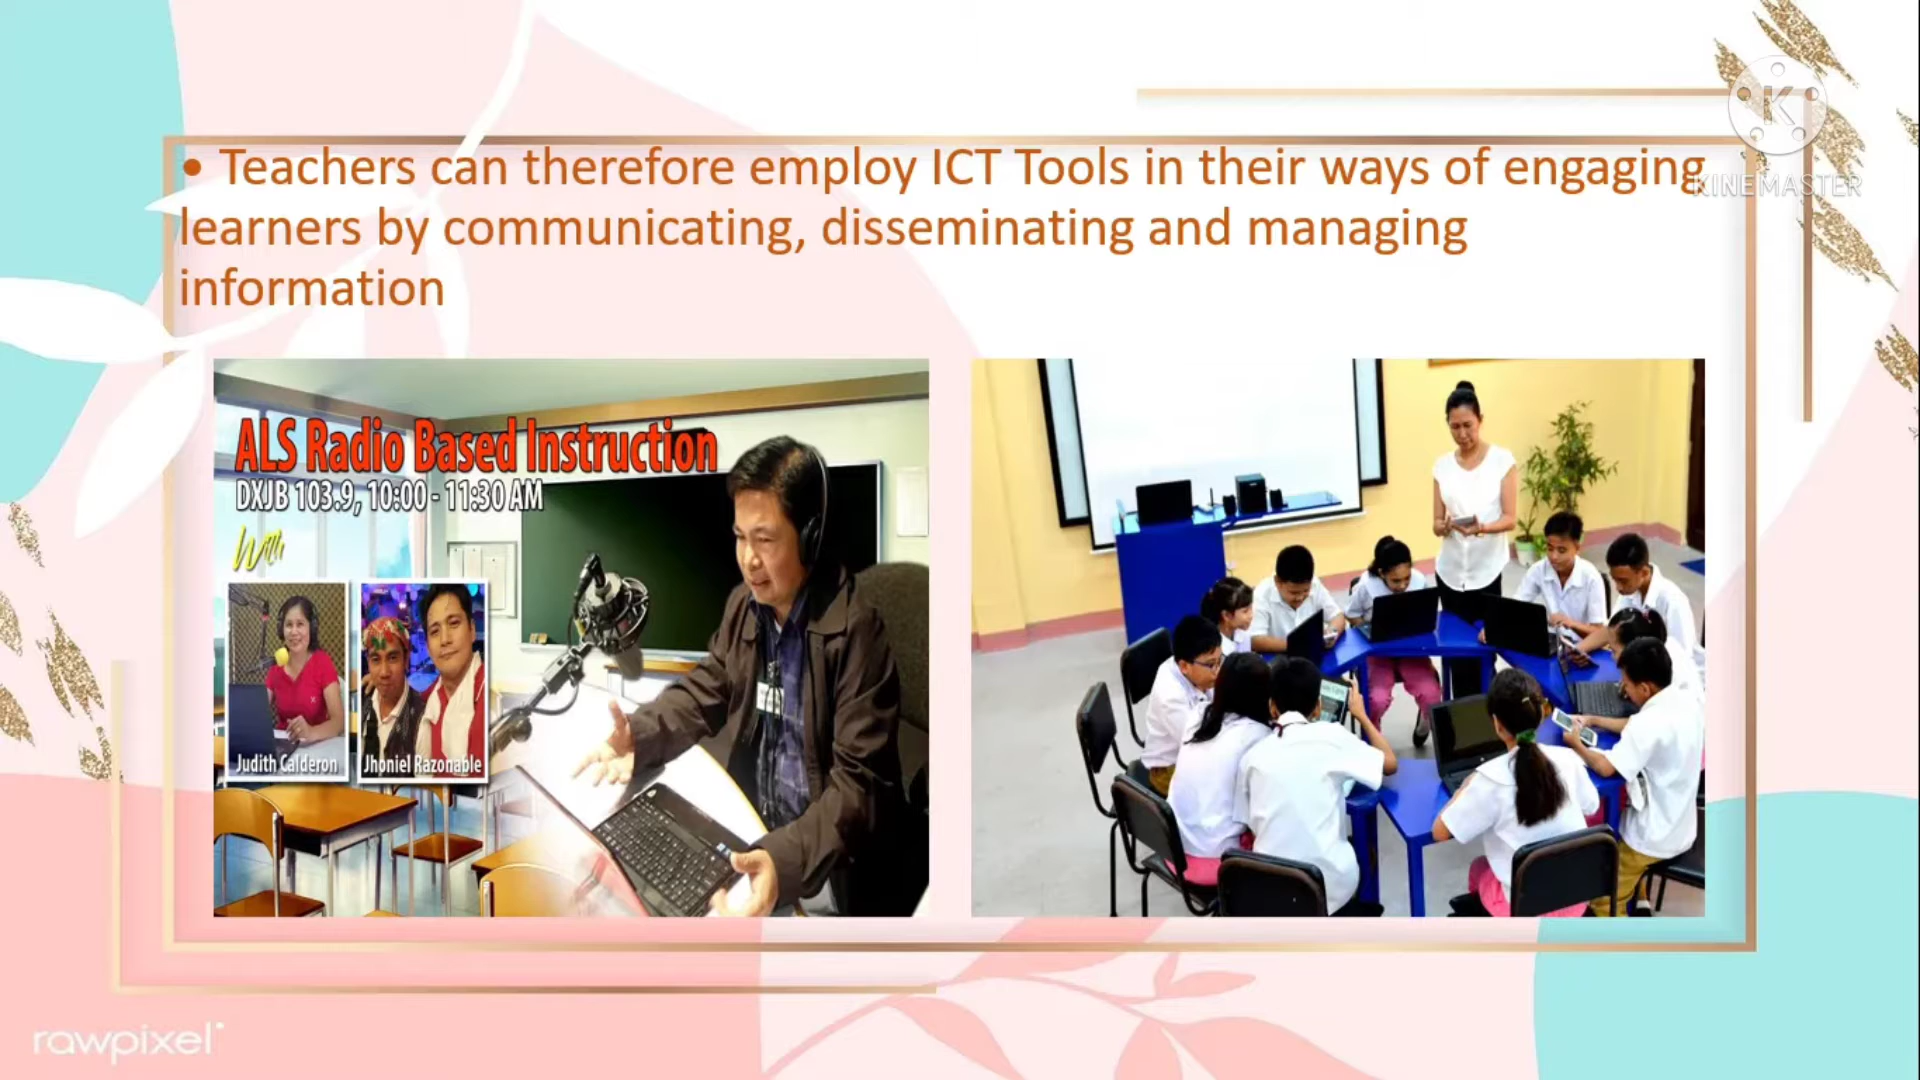 • Teachers can therefore employ ICT Tools in their ways of engaging
learners by communicating, disseminating and managing
information
KINEMASTER
ALS Radio Based Instruction
DXJB 103.9, 10:00 - 11:30 AM
With
Judith Calderon
Jhoniel Razonable
rawpixel